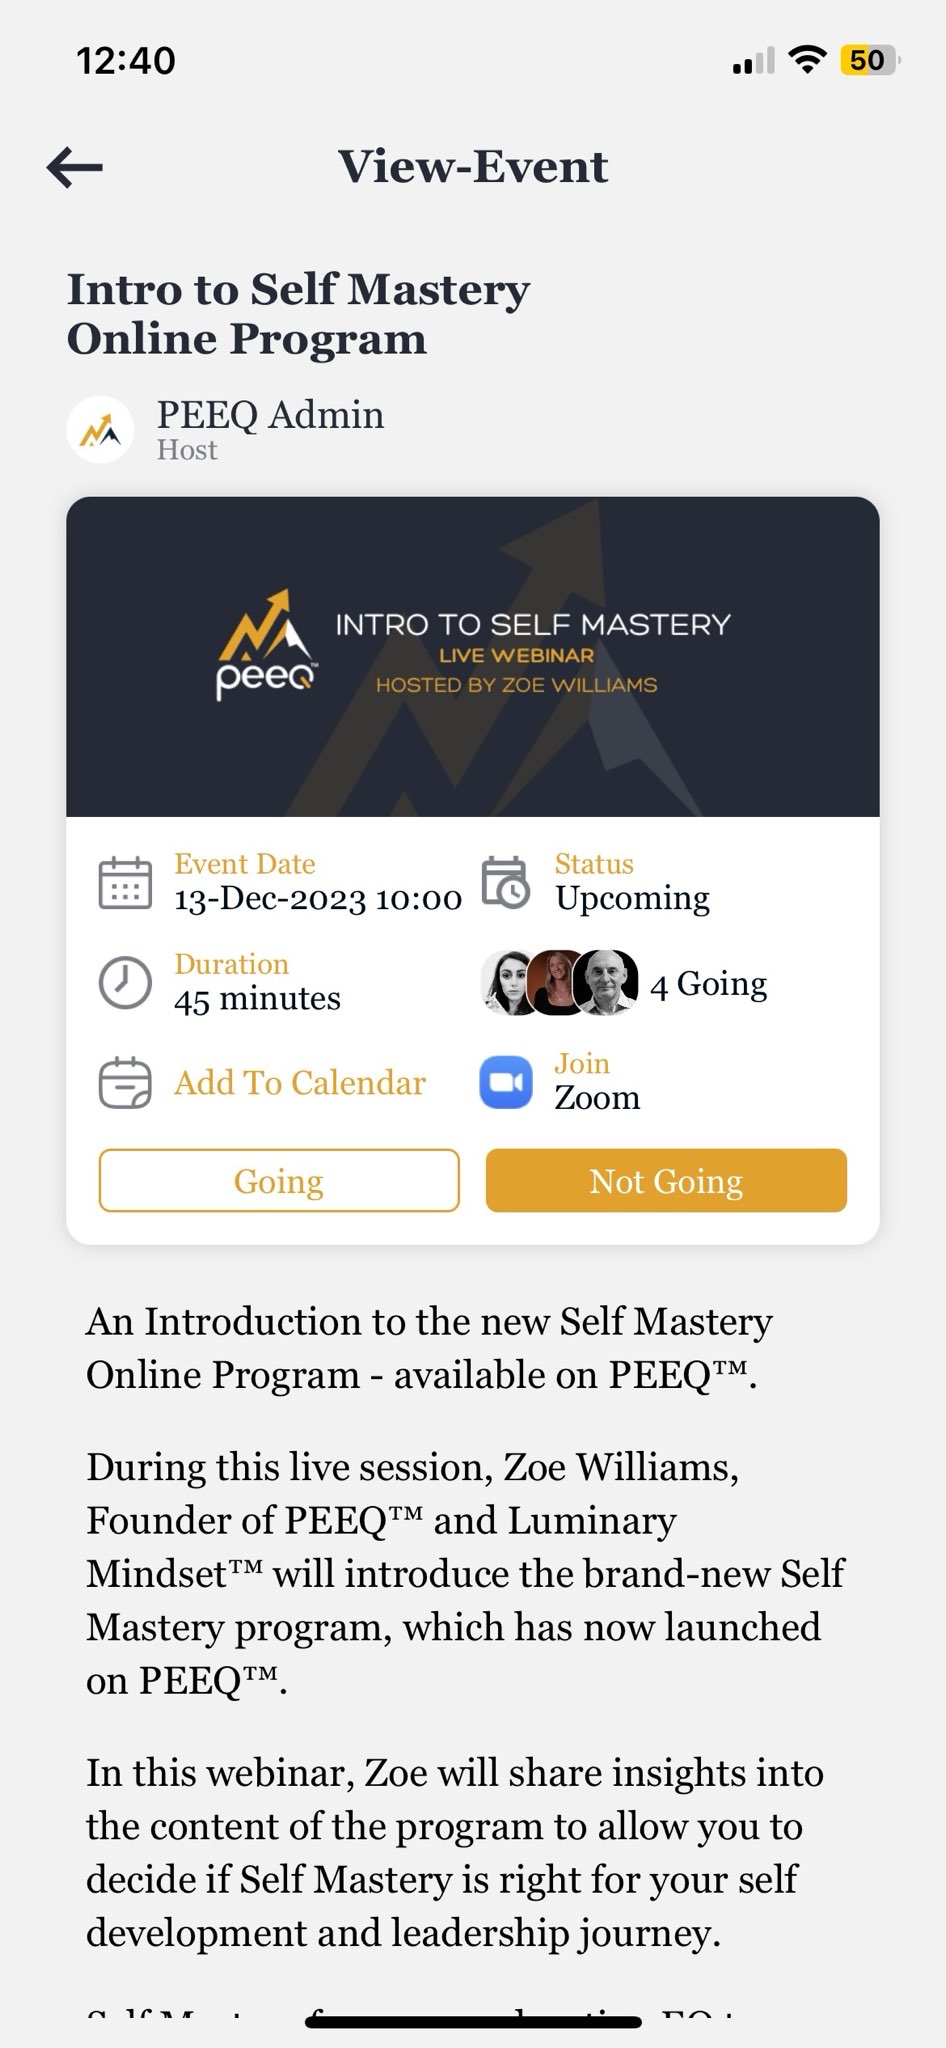 12:40
50
View-Event
Intro to Self Mastery
Online Program
PEEQ Admin
Host
peeQ™
INTRO TO SELF MASTERY
LIVE WEBINAR
HOSTED BY ZOE WILLIAMS
Event Date
13-Dec-2023 10:00
Status
Upcoming
Duration
45 minutes
4 Going
Add To Calendar
Join
Zoom
Going
Not Going
An Introduction to the new Self Mastery
Online Program - available on PEEQ™.
During this live session, Zoe Williams,
Founder of PEEQ™ and Luminary
Mindset™ will introduce the brand-new Self
Mastery program, which has now launched
on PEEQ™.
In this webinar, Zoe will share insights into
the content of the program to allow you to
decide if Self Mastery is right for your self
development and leadership journey.